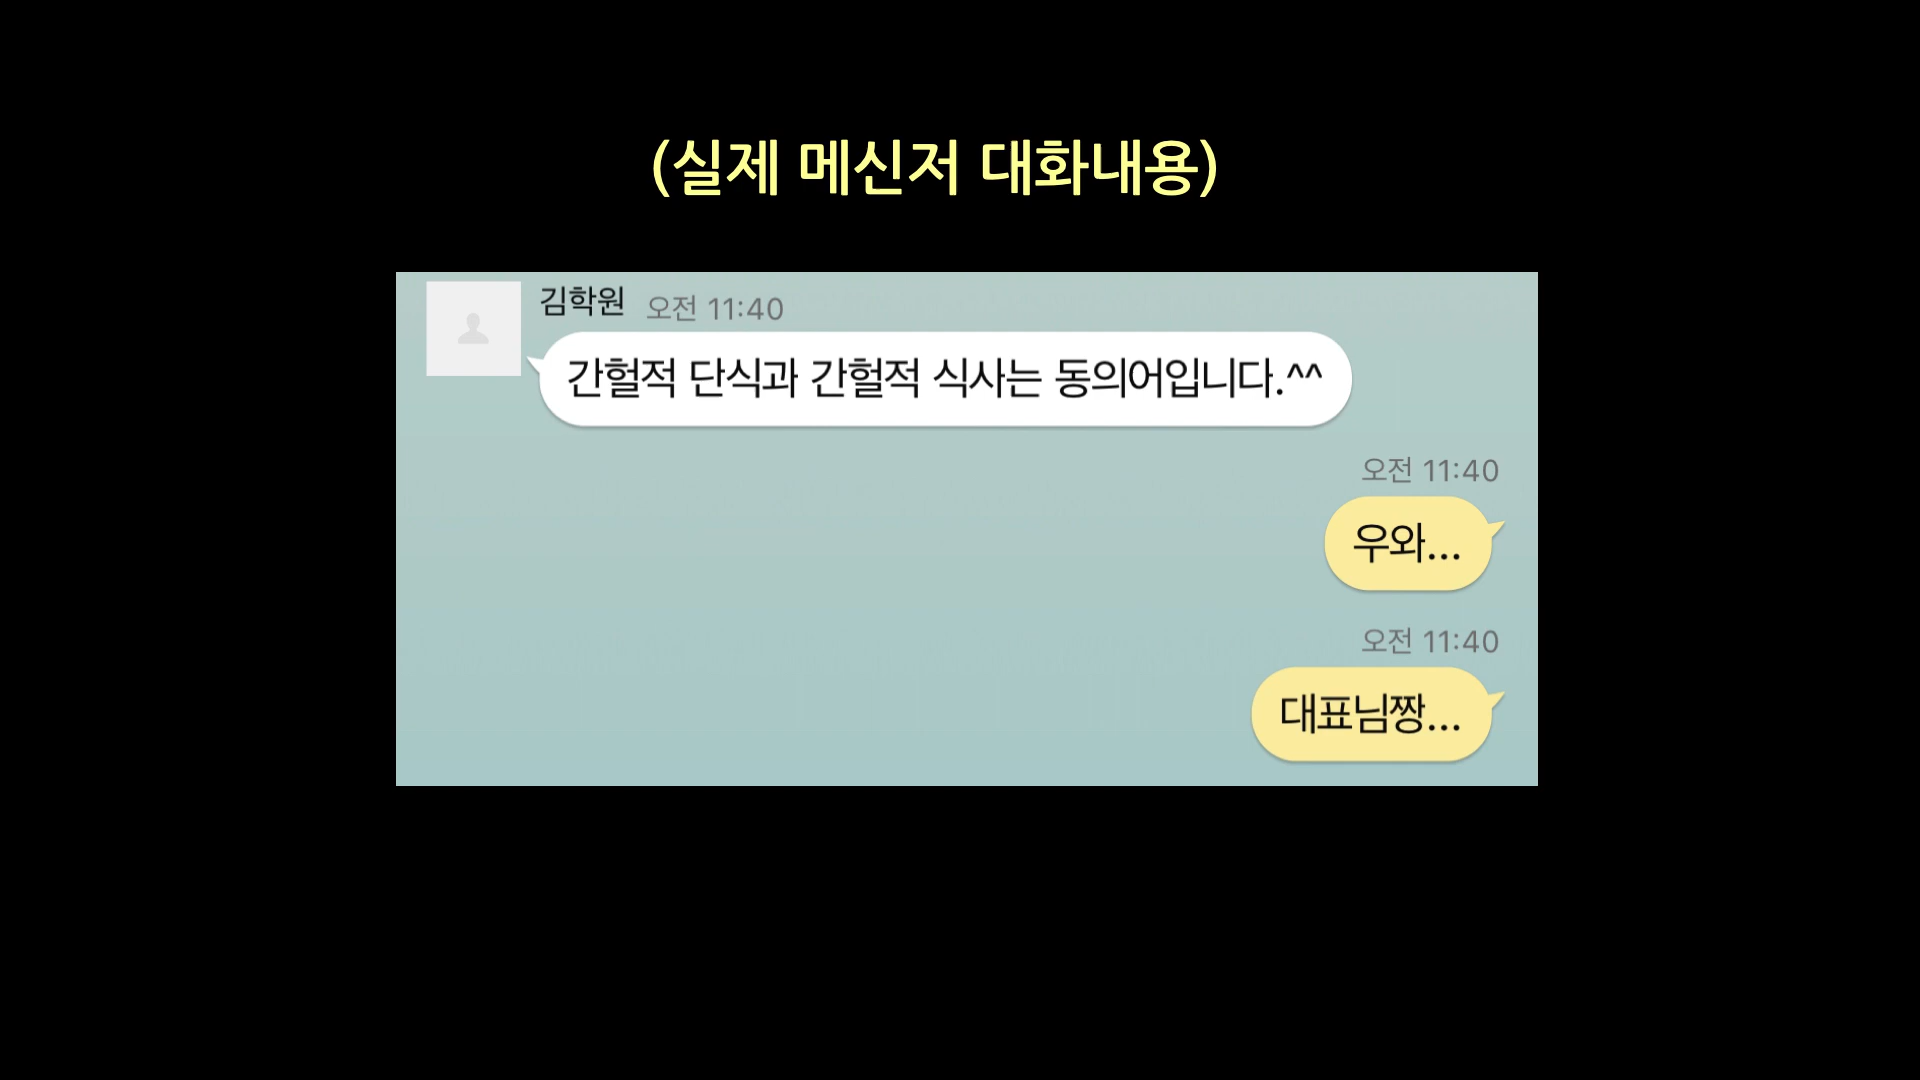 (실제 메신저 대화내용)
김학원 오전 11:40
간헐적 단식과 간헐적 식사는 동의어입니다.^^
오전 11:40
우와...
오전 11:40
대표님짱...